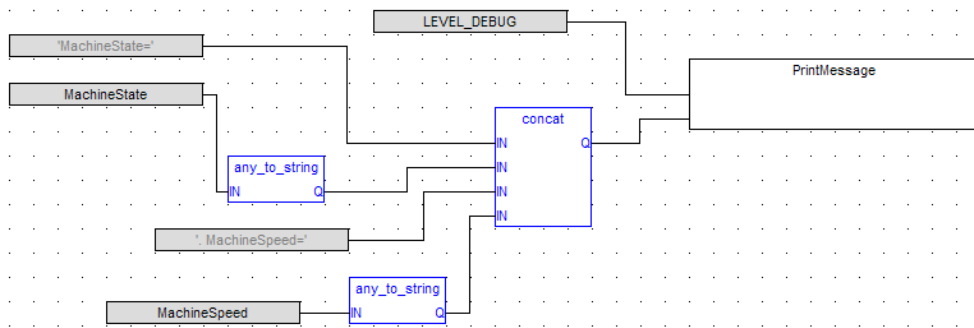 LEVEL_DEBUG
'MachineState='
PrintMessage
MachineState
concat
IN
Q
any_to_string
IN
IN
Q
IN
'. MachineSpeed='
IN
any_to_string
MachineSpeed
IN
Q